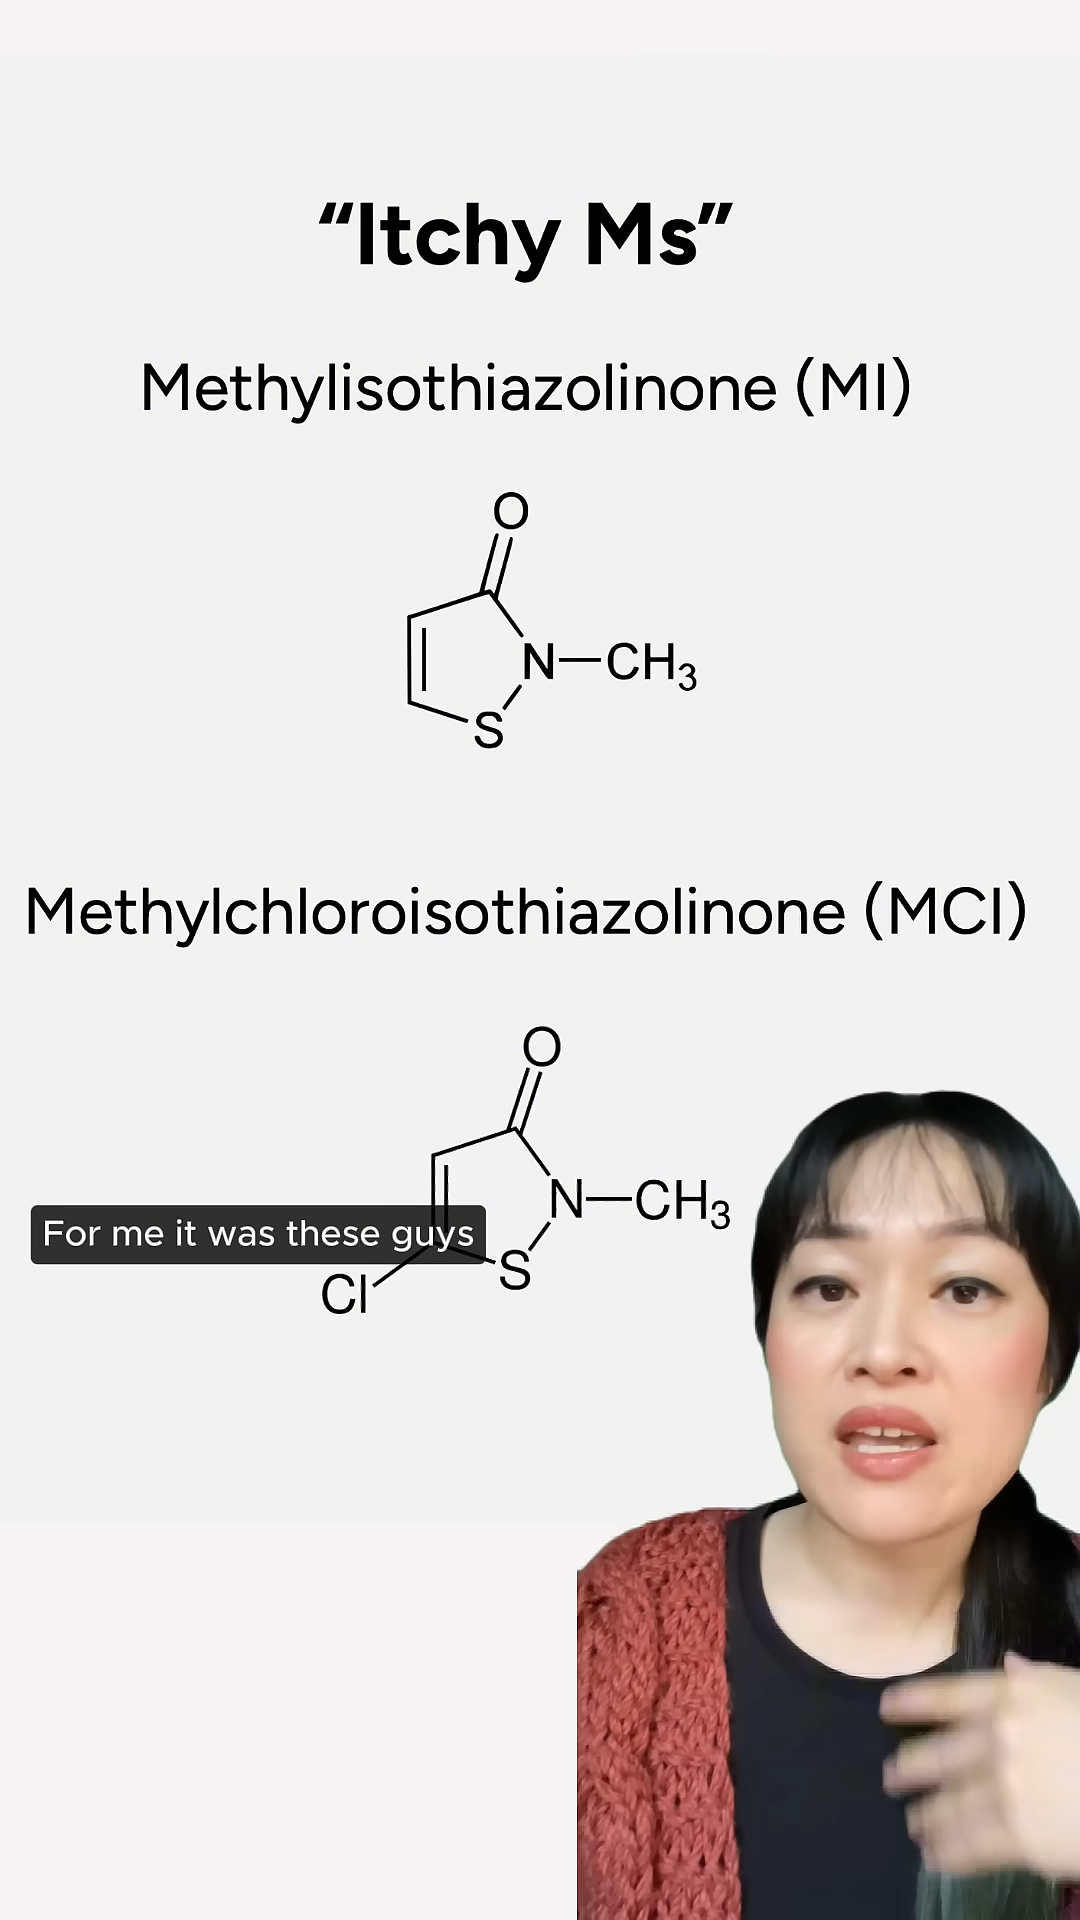 “Itchy Ms”
Methylisothiazolinone (MI)
O
N—CH₃
S
Methylchloroisothiazolinone (MCI)
O
N—CH₃
For me it was these guys
S
Cl